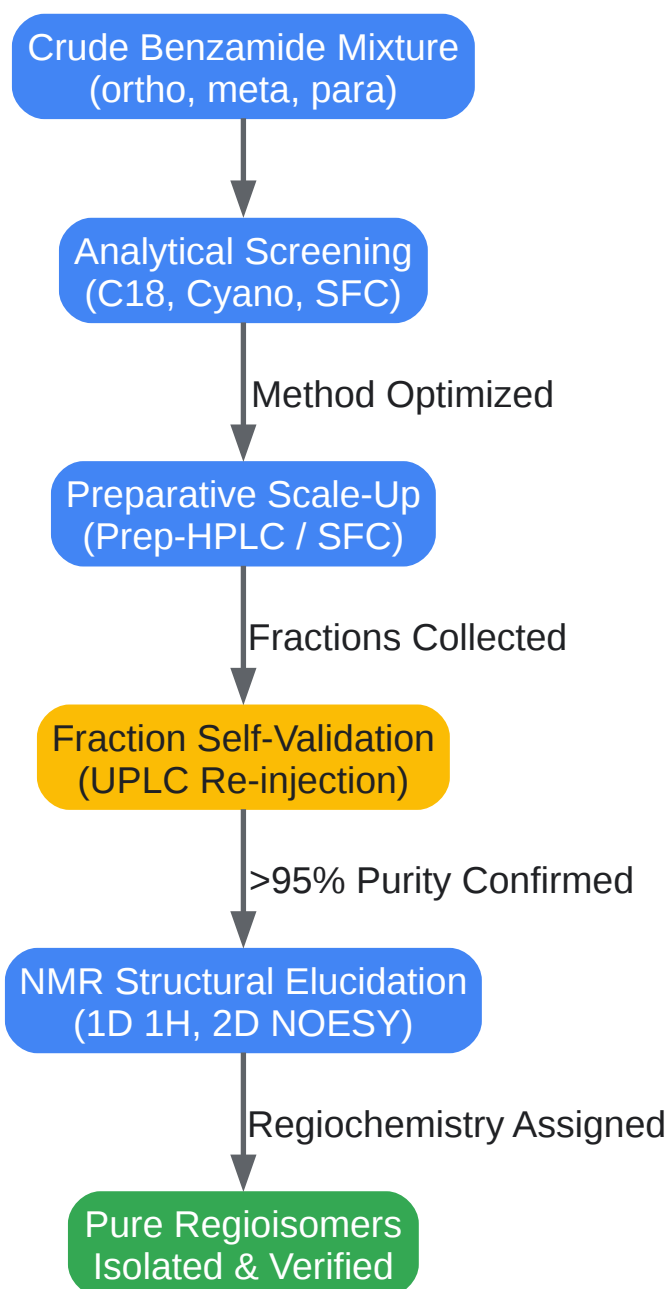 Crude Benzamide Mixture
(ortho, meta, para)
Analytical Screening
(C18, Cyano, SFC)
Method Optimized
Preparative Scale-Up
(Prep-HPLC / SFC)
Fractions Collected
Fraction Self-Validation
(UPLC Re-injection)
>95% Purity Confirmed
NMR Structural Elucidation
(1D 1H, 2D NOESY)
Regiochemistry Assigned
Pure Regioisomers
Isolated & Verified